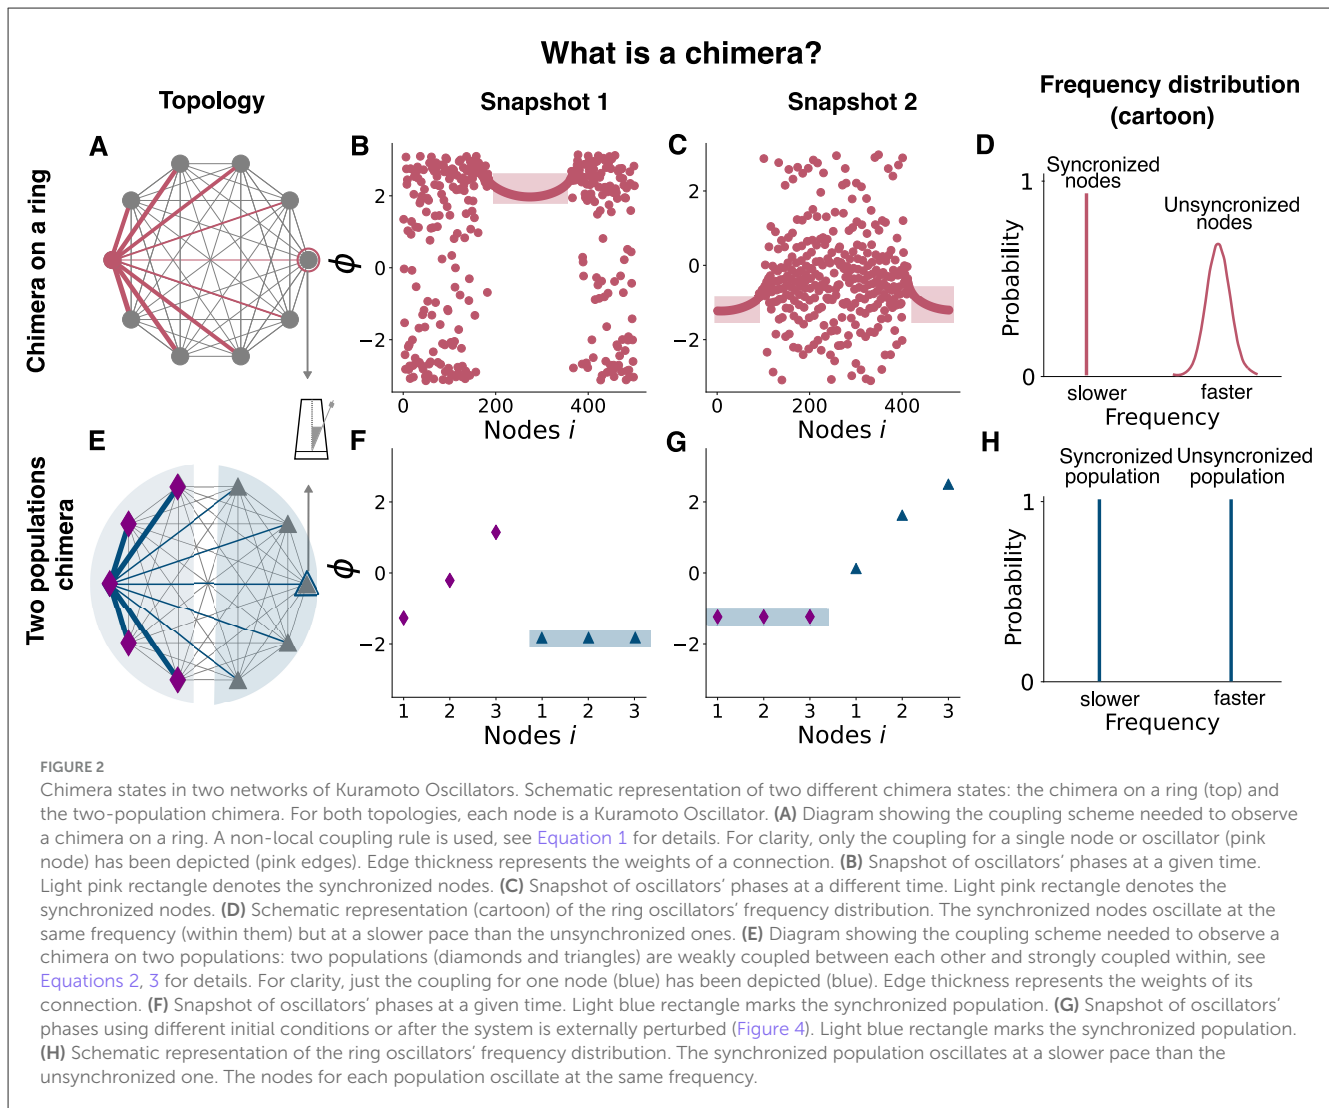 What is a chimera?
Topology
Snapshot 1
Snapshot 2
Frequency distribution
(cartoon)
Chimera on a ring
A
B
ϕ
2
0
−2
0
200
400
Nodes i
C
2
0
−2
0
200
400
Nodes i
D
Syncronized
nodes
Unsyncronized
nodes
1
0
Probability
slower
faster
Frequency
Two populations
chimera
E
F
ϕ
2
0
−2
1
2
3
1
2
3
Nodes i
G
2
0
−2
1
2
3
1
2
3
Nodes i
H
Syncronized
population
Unsyncronized
population
1
0
Probability
slower
faster
Frequency
FIGURE 2
Chimera states in two networks of Kuramoto Oscillators. Schematic representation of two different chimera states: the chimera on a ring (top) and
the two-population chimera. For both topologies, each node is a Kuramoto Oscillator. (A) Diagram showing the coupling scheme needed to observe
a chimera on a ring. A non-local coupling rule is used, see Equation 1 for details. For clarity, only the coupling for a single node or oscillator (pink
node) has been depicted (pink edges). Edge thickness represents the weights of a connection. (B) Snapshot of oscillators' phases at a given time.
Light pink rectangle denotes the synchronized nodes. (C) Snapshot of oscillators' phases at a different time. Light pink rectangle denotes the
synchronized nodes. (D) Schematic representation (cartoon) of the ring oscillators' frequency distribution. The synchronized nodes oscillate at the
same frequency (within them) but at a slower pace than the unsynchronized ones. (E) Diagram showing the coupling scheme needed to observe a
chimera on two populations: two populations (diamonds and triangles) are weakly coupled between each other and strongly coupled within, see
Equations 2, 3 for details. For clarity, just the coupling for one node (blue) has been depicted (blue). Edge thickness represents the weights of its
connection. (F) Snapshot of oscillators' phases at a given time. Light blue rectangle marks the synchronized population. (G) Snapshot of oscillators'
phases using different initial conditions or after the system is externally perturbed (Figure 4). Light blue rectangle marks the synchronized population.
(H) Schematic representation of the ring oscillators' frequency distribution. The synchronized population oscillates at a slower pace than the
unsynchronized one. The nodes for each population oscillate at the same frequency.